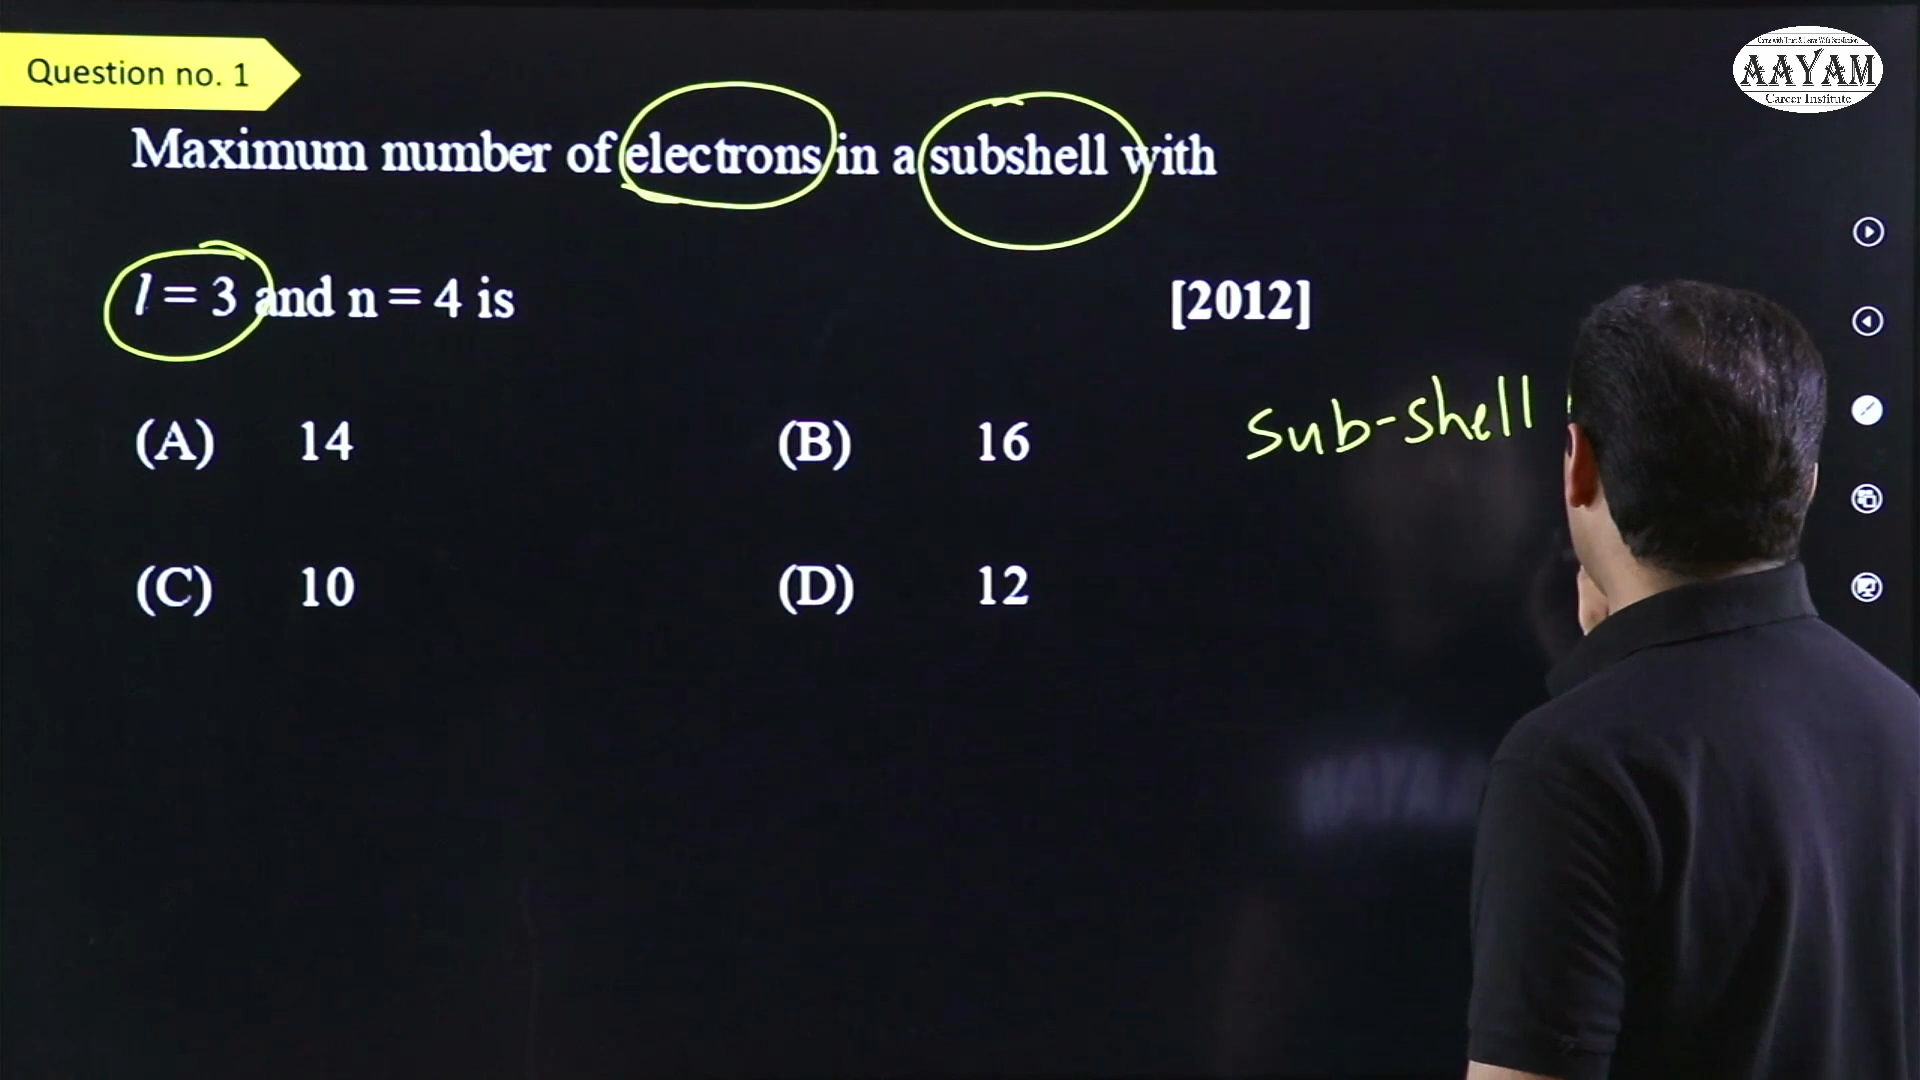 Question no. 1
AAYAM
Career Institute
Maximum number of electrons in a subshell with
l = 3 and n = 4 is
[2012]
(A) 14
(B) 16
Sub-shell
(C) 10
(D) 12